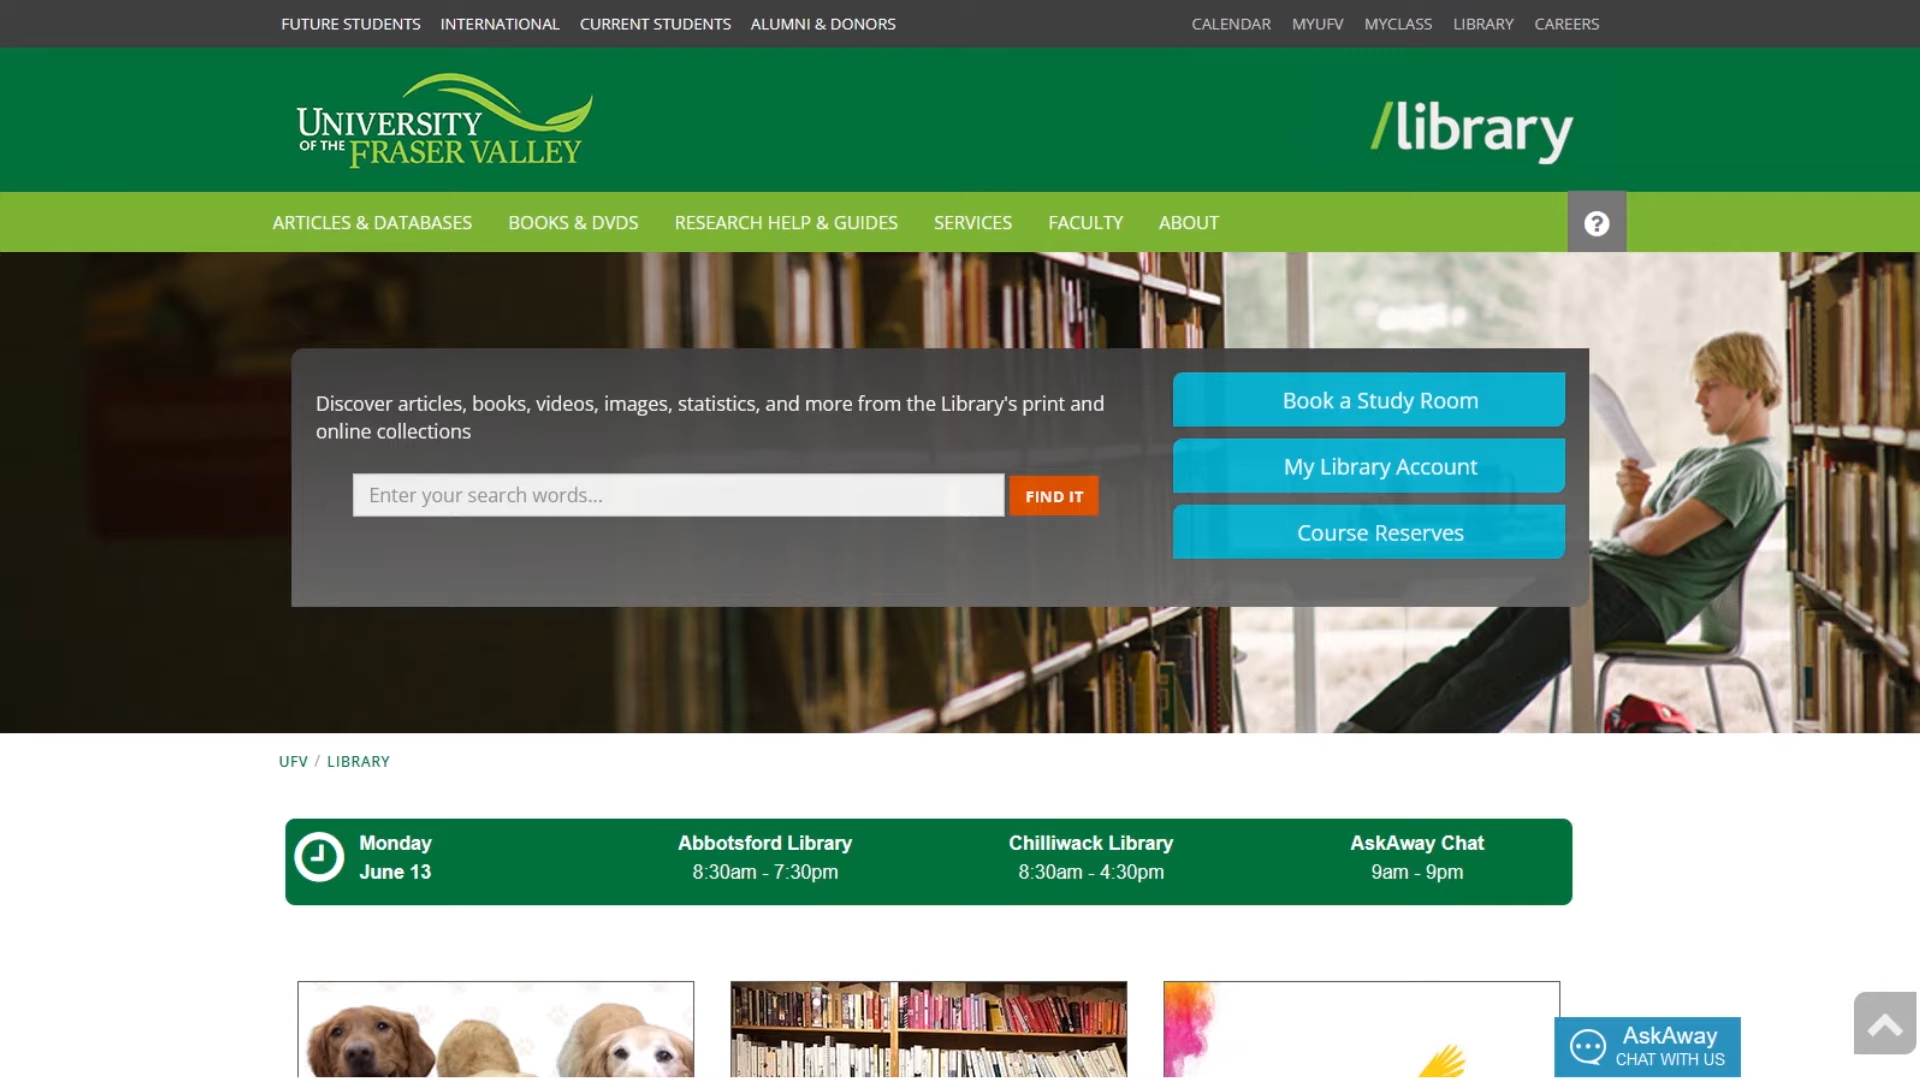 FUTURE STUDENTS INTERNATIONAL CURRENT STUDENTS ALUMNI & DONORS CALENDAR MYUFV MYCLASS LIBRARY CAREERS
UNIVERSITY
OF THE FRASER VALLEY
/library
ARTICLES & DATABASES BOOKS & DVDS RESEARCH HELP & GUIDES SERVICES FACULTY ABOUT ?
Discover articles, books, videos, images, statistics, and more from the Library's print and
online collections
Enter your search words...
FIND IT
Book a Study Room
My Library Account
Course Reserves
UFV / LIBRARY
Monday
June 13
Abbotsford Library
8:30am - 7:30pm
Chilliwack Library
8:30am - 4:30pm
AskAway Chat
9am - 9pm
AskAway
CHAT WITH US